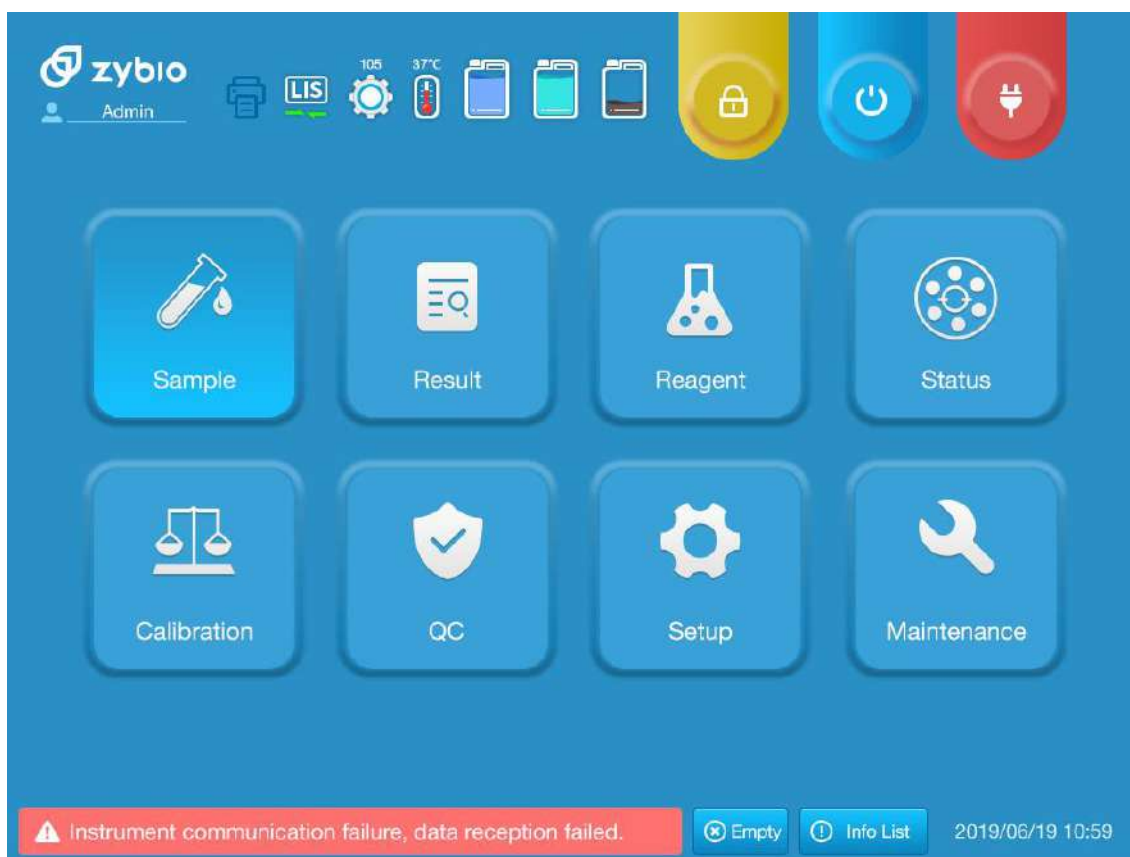 zybio
Admin
LIS
105
37℃
Sample
Result
Reagent
Status
Calibration
QC
Setup
Maintenance
Instrument communication failure, data reception failed.
Empty
Info List
2019/06/19 10:59